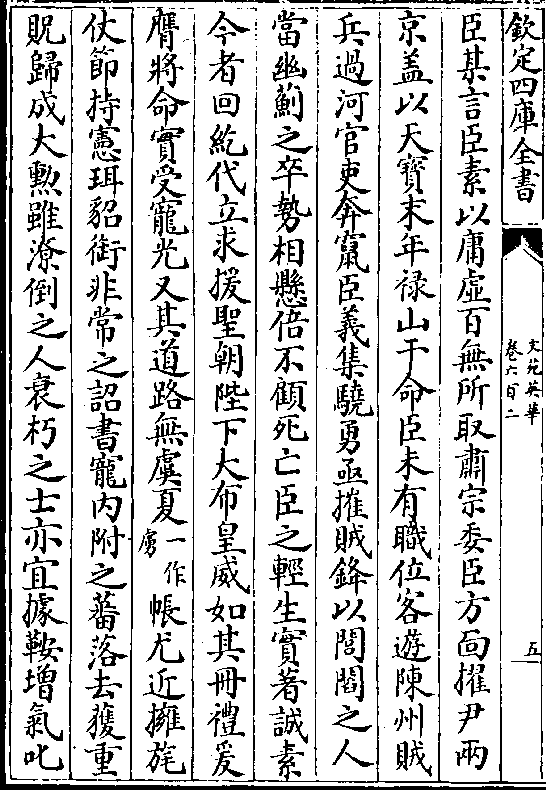 欽定四庫全書
文苑英華
卷六百二
五
臣某言臣素以庸虛百無所取肅宗委臣方面擢尹兩
京盖以天寶末年禄山干命臣未有職位客遊陳州賊
兵過河官吏奔竄臣義集驍勇亟摧賊鋒以閭閻之人
當幽薊之卒勢相懸倍不顧死亡臣之輕生實著誠素
今者回紇代立求援聖朝陛下大布皇威如其冊禮爰
膺將命實受寵光又其道路無虞夏一作虜帳尤近擁旄
仗節持憲珥貂銜非常之詔書寵内附之蕃落去獲重
貺歸成大勲雖潦倒之人衰朽之士亦宜據鞍增氣叱